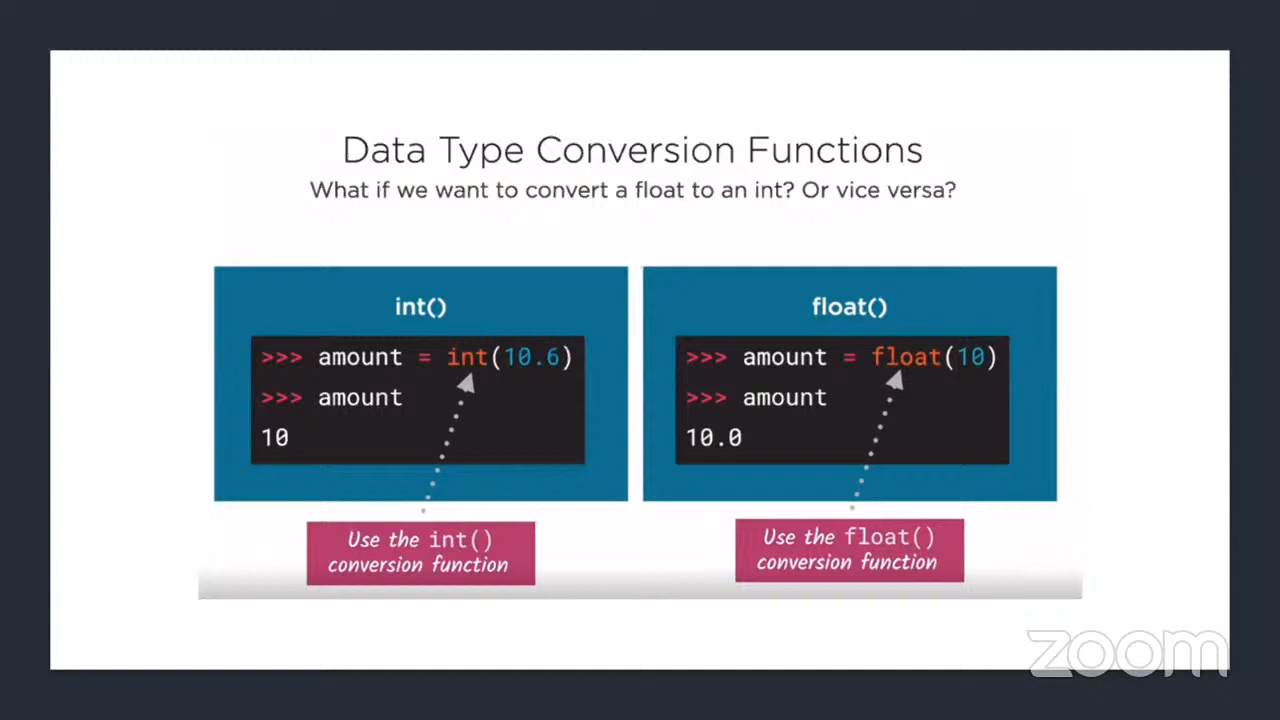 Data Type Conversion Functions
What if we want to convert a float to an int? Or vice versa?
int()
>>> amount = int(10.6)
>>> amount
10
Use the int()
conversion function
float()
>>> amount = float(10)
>>> amount
10.0
Use the float()
conversion function
zoom